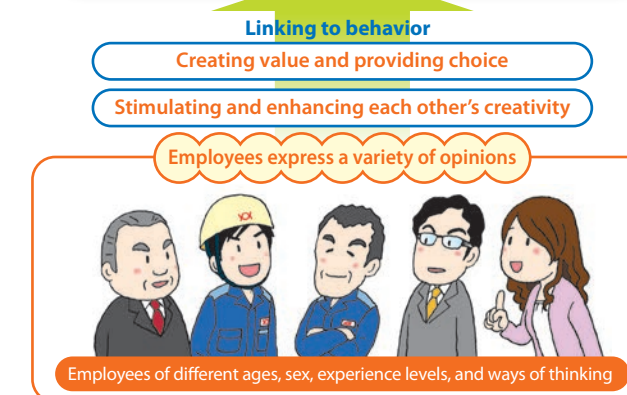 Linking to behavior
Creating value and providing choice
Stimulating and enhancing each other’s creativity
Employees express a variety of opinions
Employees of different ages, sex, experience levels, and ways of thinking